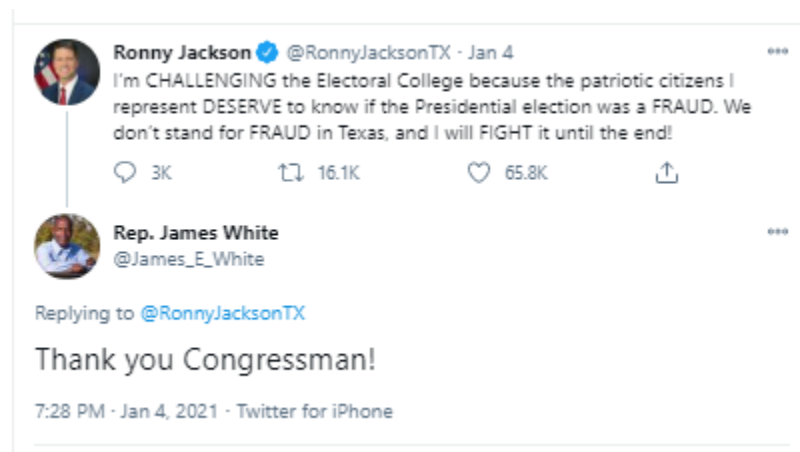 Ronny Jackson @RonnyJacksonTX · Jan 4
I'm CHALLENGING the Electoral College because the patriotic citizens I
represent DESERVE to know if the Presidential election was a FRAUD. We
don't stand for FRAUD in Texas, and I will FIGHT it until the end!
3K 16.1K 65.8K
Rep. James White
@James_E_White
Replying to @RonnyJacksonTX
Thank you Congressman!
7:28 PM · Jan 4, 2021 · Twitter for iPhone